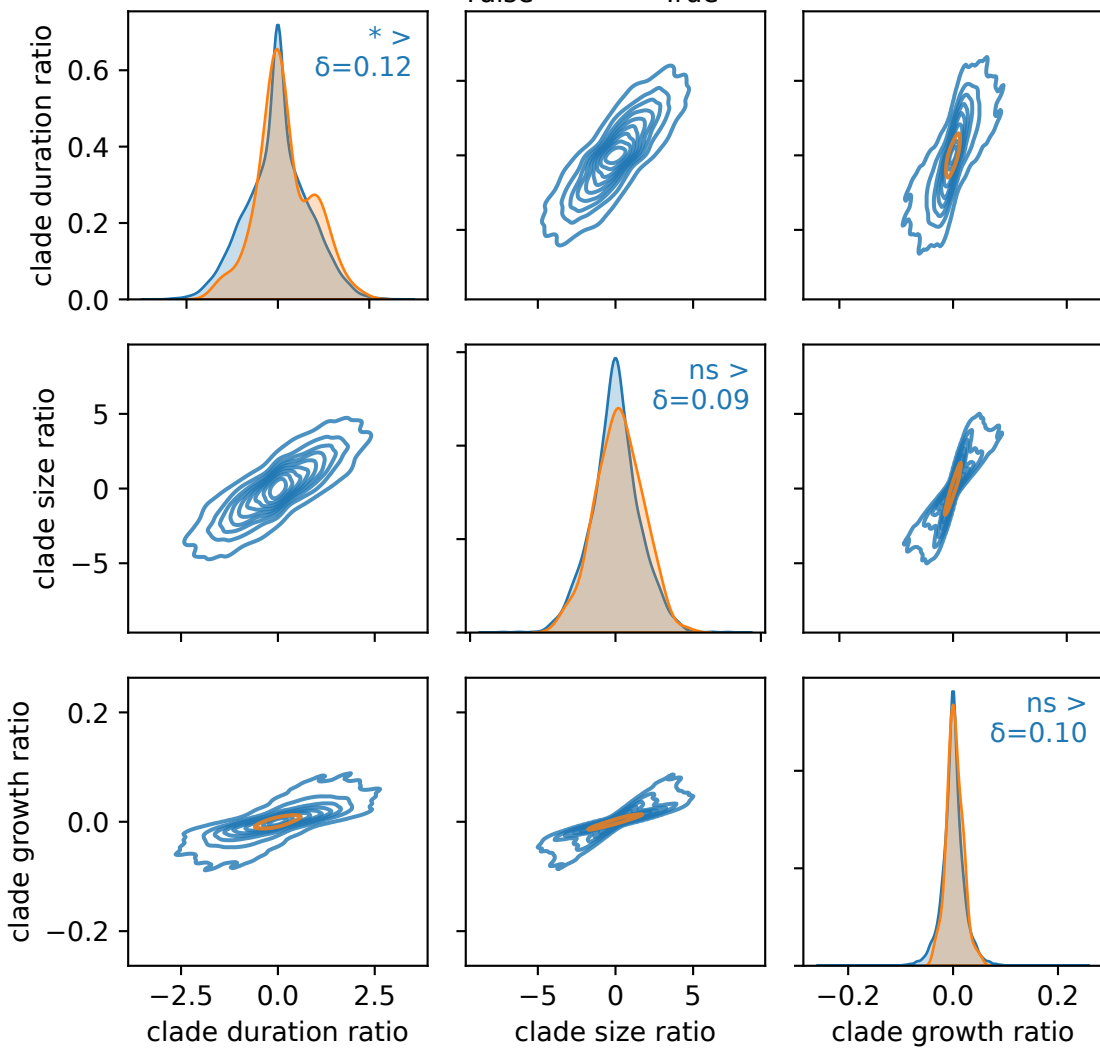 True
clade duration ratio
0.6
0.4
0.2
0.0
* >
δ=0.12
clade size ratio
5
0
−5
ns >
δ=0.09
clade growth ratio
0.2
0.0
−0.2
ns >
δ=0.10
−2.5 0.0 2.5
−5 0 5
−0.2 0.0 0.2
clade duration ratio
clade size ratio
clade growth ratio